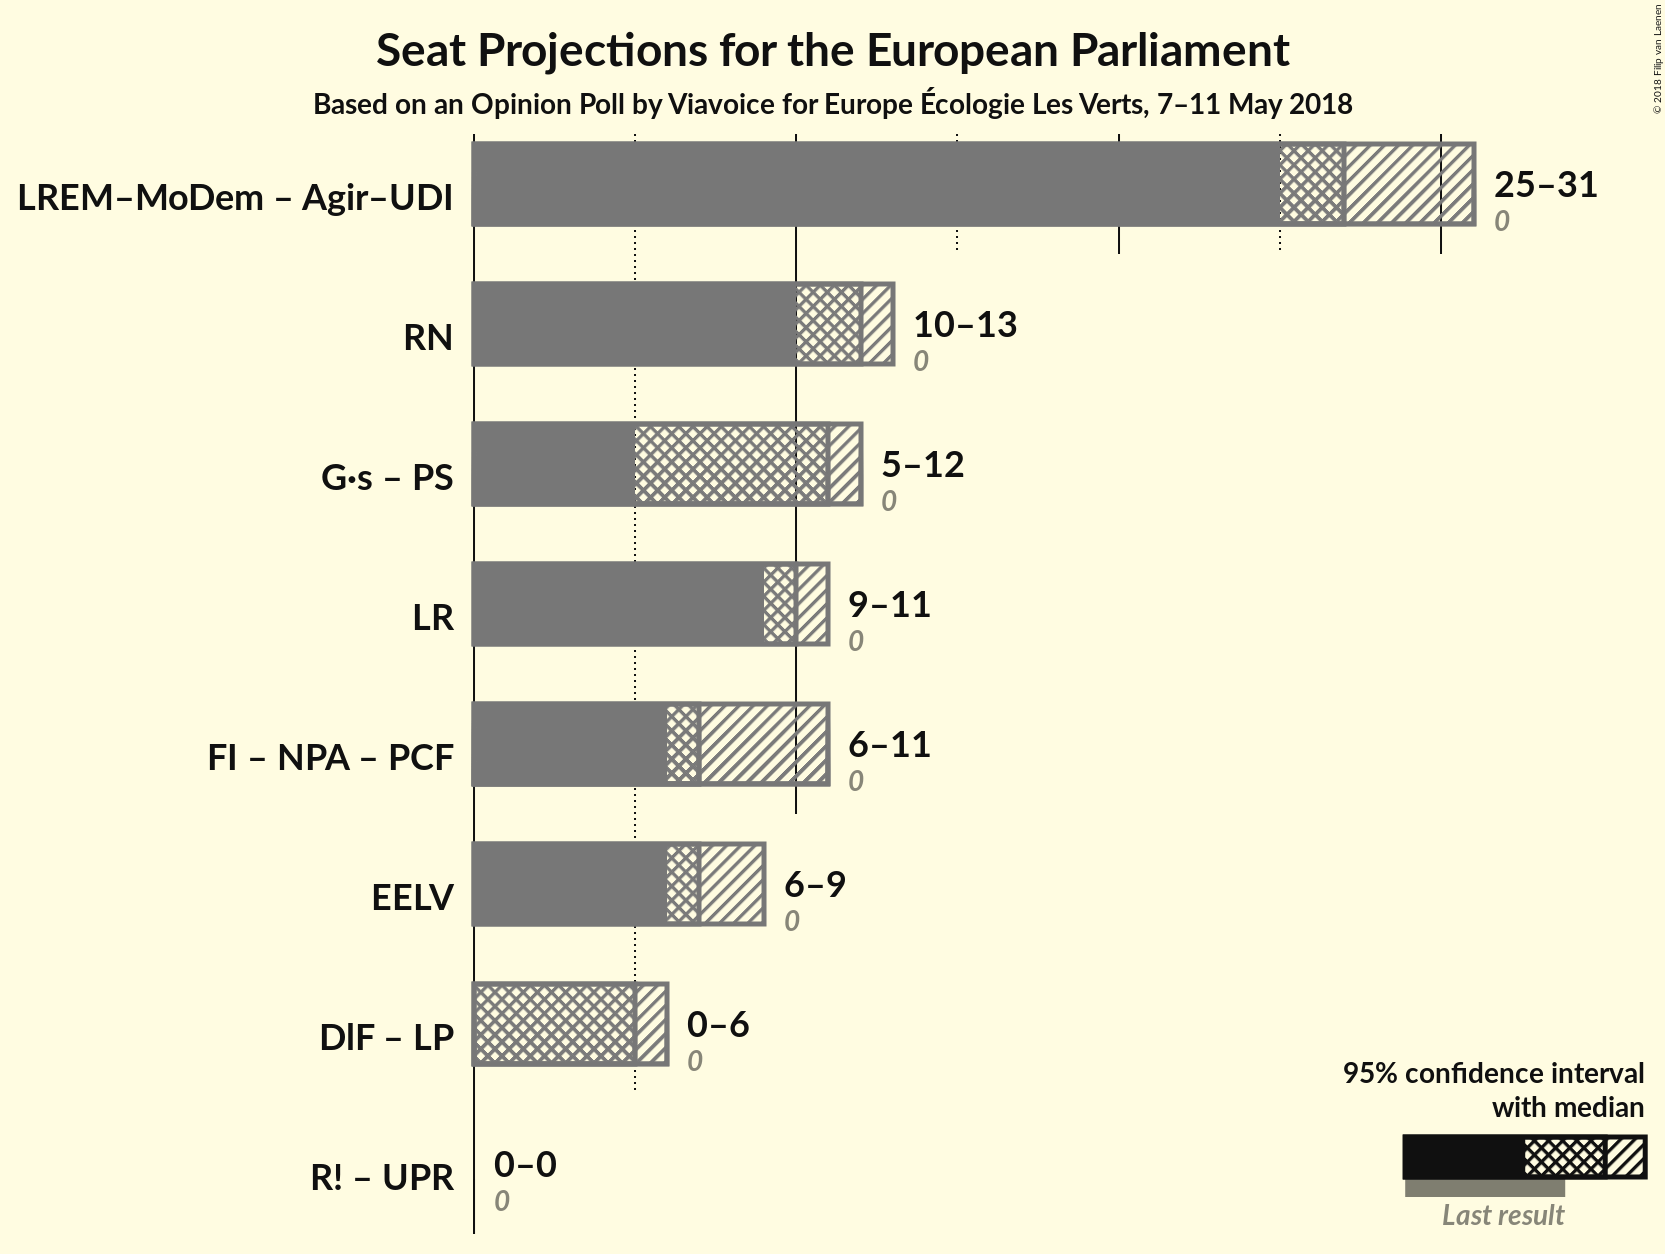 Seat Projections for the European Parliament
Based on an Opinion Poll by Viavoice for Europe Écologie Les Verts, 7–11 May 2018
© 2018 Filip van Laenen
LREM–MoDem – Agir–UDI
25–31
0
RN
10–13
0
G·s – PS
5–12
0
LR
9–11
0
FI – NPA – PCF
6–11
0
EELV
6–9
0
DlF – LP
0–6
0
R! – UPR
0–0
0
95% confidence interval
with median
Last result